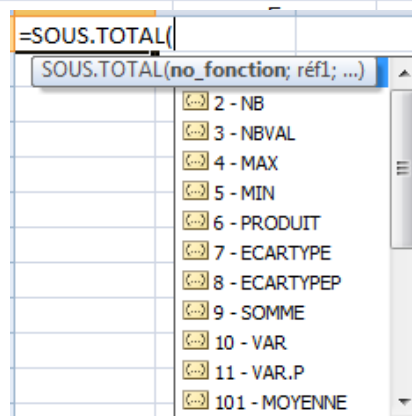 =SOUS.TOTAL(
SOUS.TOTAL(no_fonction; réf1; ...)
2 - NB
3 - NBVAL
4 - MAX
5 - MIN
6 - PRODUIT
7 - ECARTYPE
8 - ECARTYPEP
9 - SOMME
10 - VAR
11 - VAR.P
101 - MOYENNE